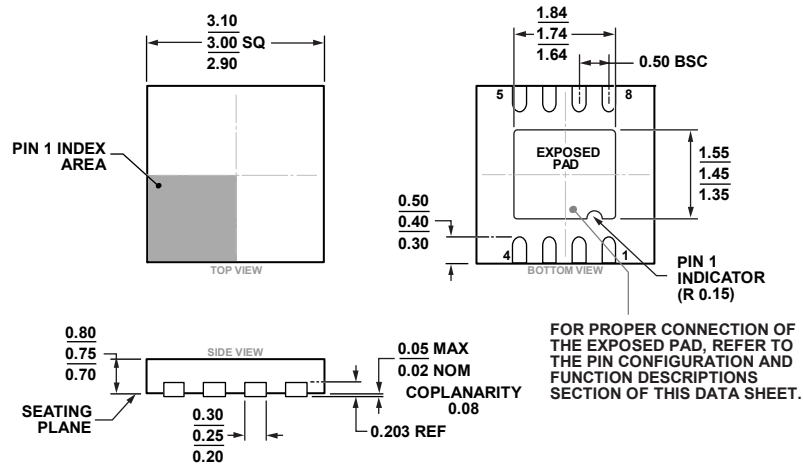 3.10
3.00 SQ
2.90
1.84
1.74
1.64
0.50 BSC
PIN 1 INDEX
AREA
TOP VIEW
5
8
EXPOSED
PAD
1.55
1.45
1.35
0.50
0.40
0.30
4
1
BOTTOM VIEW
PIN 1
INDICATOR
(R 0.15)
FOR PROPER CONNECTION OF
THE EXPOSED PAD, REFER TO
THE PIN CONFIGURATION AND
FUNCTION DESCRIPTIONS
SECTION OF THIS DATA SHEET.
0.80
0.75
0.70
SIDE VIEW
0.05 MAX
0.02 NOM
COPLANARITY
0.08
SEATING
PLANE
0.30
0.25
0.20
0.203 REF